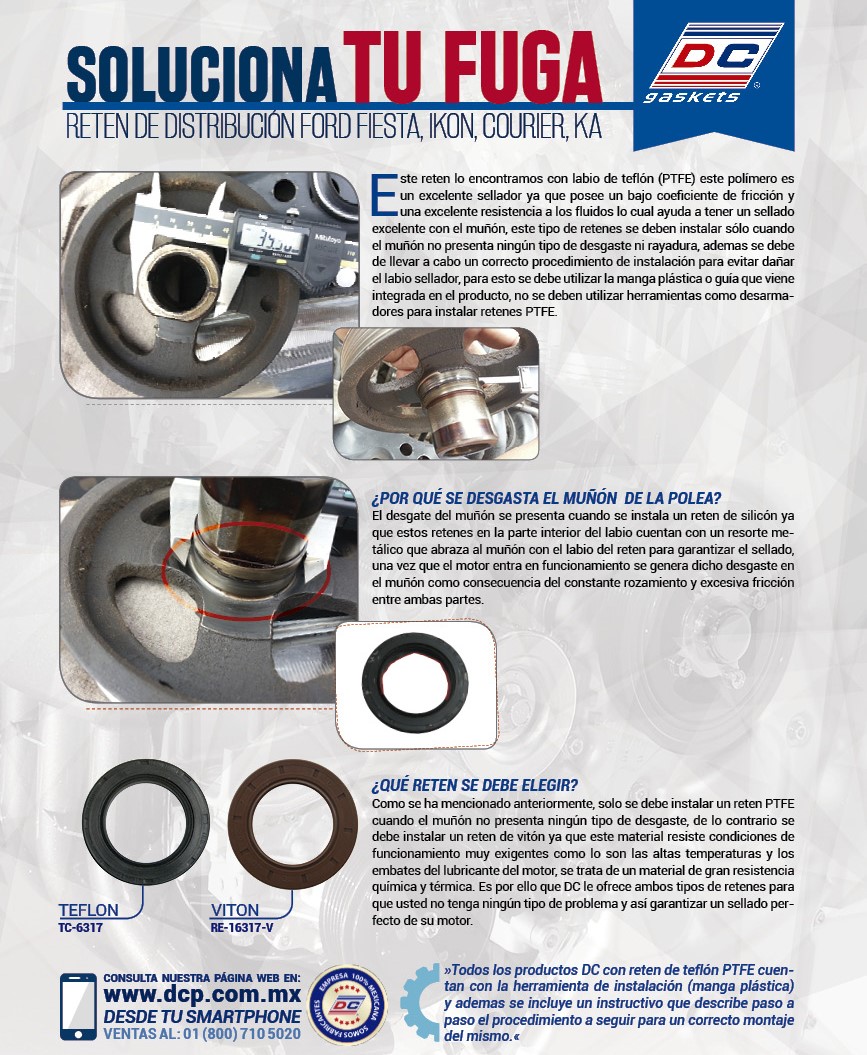 SOLUCIONA TU FUGA
DC
gaskets
RETEN DE DISTRIBUCIÓN FORD FIESTA, IKON, COURIER, KA
Este reten lo encontramos con labio de teflón (PTFE) este polímero es
un excelente sellador ya que posee un bajo coeficiente de fricción y
una excelente resistencia a los fluidos lo cual ayuda a tener un sellado
excelente con el muñón, este tipo de retenes se deben instalar sólo cuando
el muñón no presenta ningún tipo de desgaste ni rayadura, ademas se debe
de llevar a cabo un correcto procedimiento de instalación para evitar dañar
el labio sellador, para esto se debe utilizar la manga plástica o guía que viene
integrada en el producto, no se deben utilizar herramientas como desarma-
dores para instalar retenes PTFE.
Mitutoyo
¿POR QUÉ SE DESGASTA EL MUÑÓN DE LA POLEA?
El desgate del muñón se presenta cuando se instala un reten de silicón ya
que estos retenes en la parte interior del labio cuentan con un resorte me-
tálico que abraza al muñón con el labio del reten para garantizar el sellado,
una vez que el motor entra en funcionamiento se genera dicho desgaste en
el muñón como consecuencia del constante rozamiento y excesiva fricción
entre ambas partes.
¿QUÉ RETEN SE DEBE ELEGIR?
Como se ha mencionado anteriormente, solo se debe instalar un reten PTFE
cuando el muñón no presenta ningún tipo de desgaste, de lo contrario se
debe instalar un reten de vitón ya que este material resiste condiciones de
funcionamiento muy exigentes como lo son las altas temperaturas y los
embates del lubricante del motor, se trata de un material de gran resistencia
química y térmica. Es por ello que DC le ofrece ambos tipos de retenes para
que usted no tenga ningún tipo de problema y así garantizar un sellado per-
fecto de su motor.
TEFLON
TC-6317
VITON
RE-16317-V
CONSULTA NUESTRA PÁGINA WEB EN:
www.dcp.com.mx
DESDE TU SMARTPHONE
VENTAS AL: 01 (800) 710 5020
EMPRESA 100% MEXICANA
DC
SOMOS FABRICANTES
»Todos los productos DC con reten de teflón PTFE cuen-
tan con la herramienta de instalación (manga plástica)
y ademas se incluye un instructivo que describe paso a
paso el procedimiento a seguir para un correcto montaje
del mismo.«